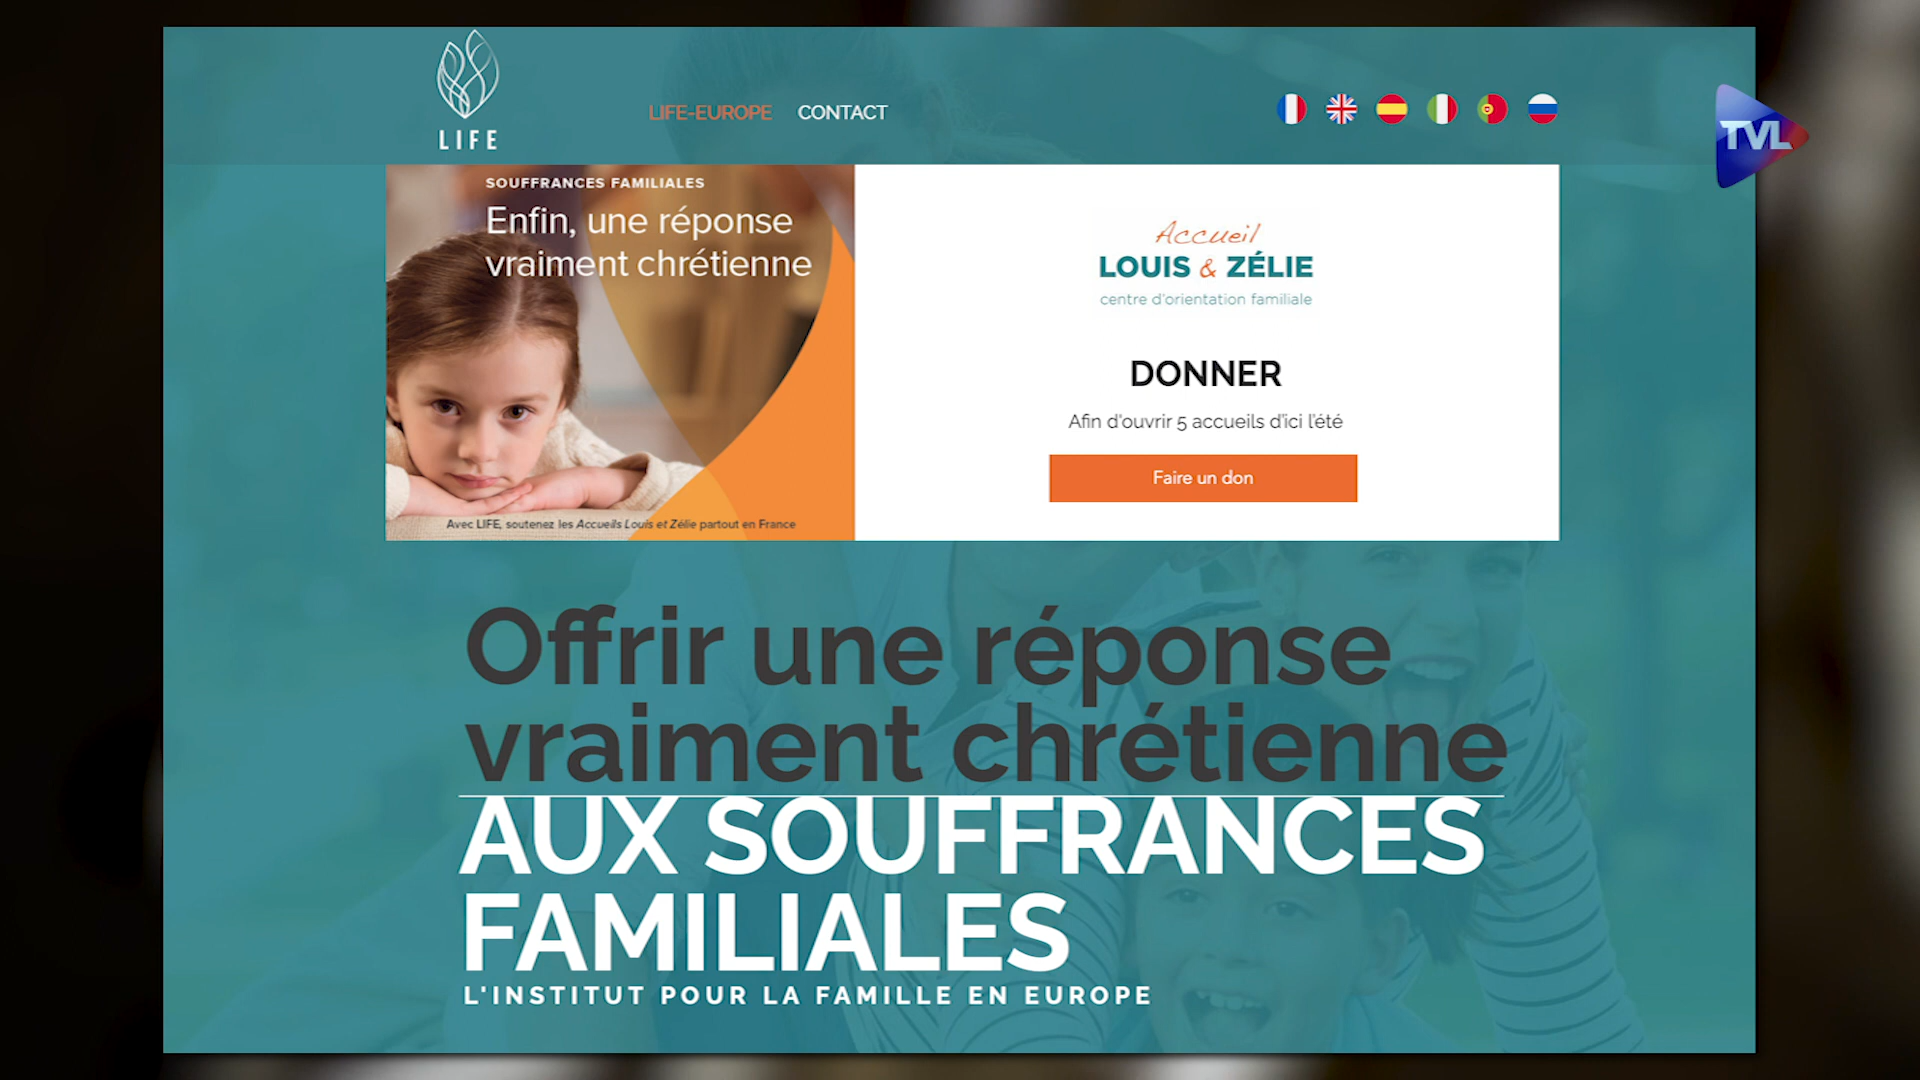 LIFE
LIFE-EUROPE CONTACT
TVL
SOUFFRANCES FAMILIALES
Enfin, une réponse
vraiment chrétienne
Avec LIFE, soutenez les Accueils Louis et Zélie partout en France
Accueil
LOUIS & ZÉLIE
centre d'orientation familiale
DONNER
Afin d'ouvrir 5 accueils d'ici l'été
Faire un don
Offrir une réponse
vraiment chrétienne
AUX SOUFFRANCES
FAMILIALES
L'INSTITUT POUR LA FAMILLE EN EUROPE